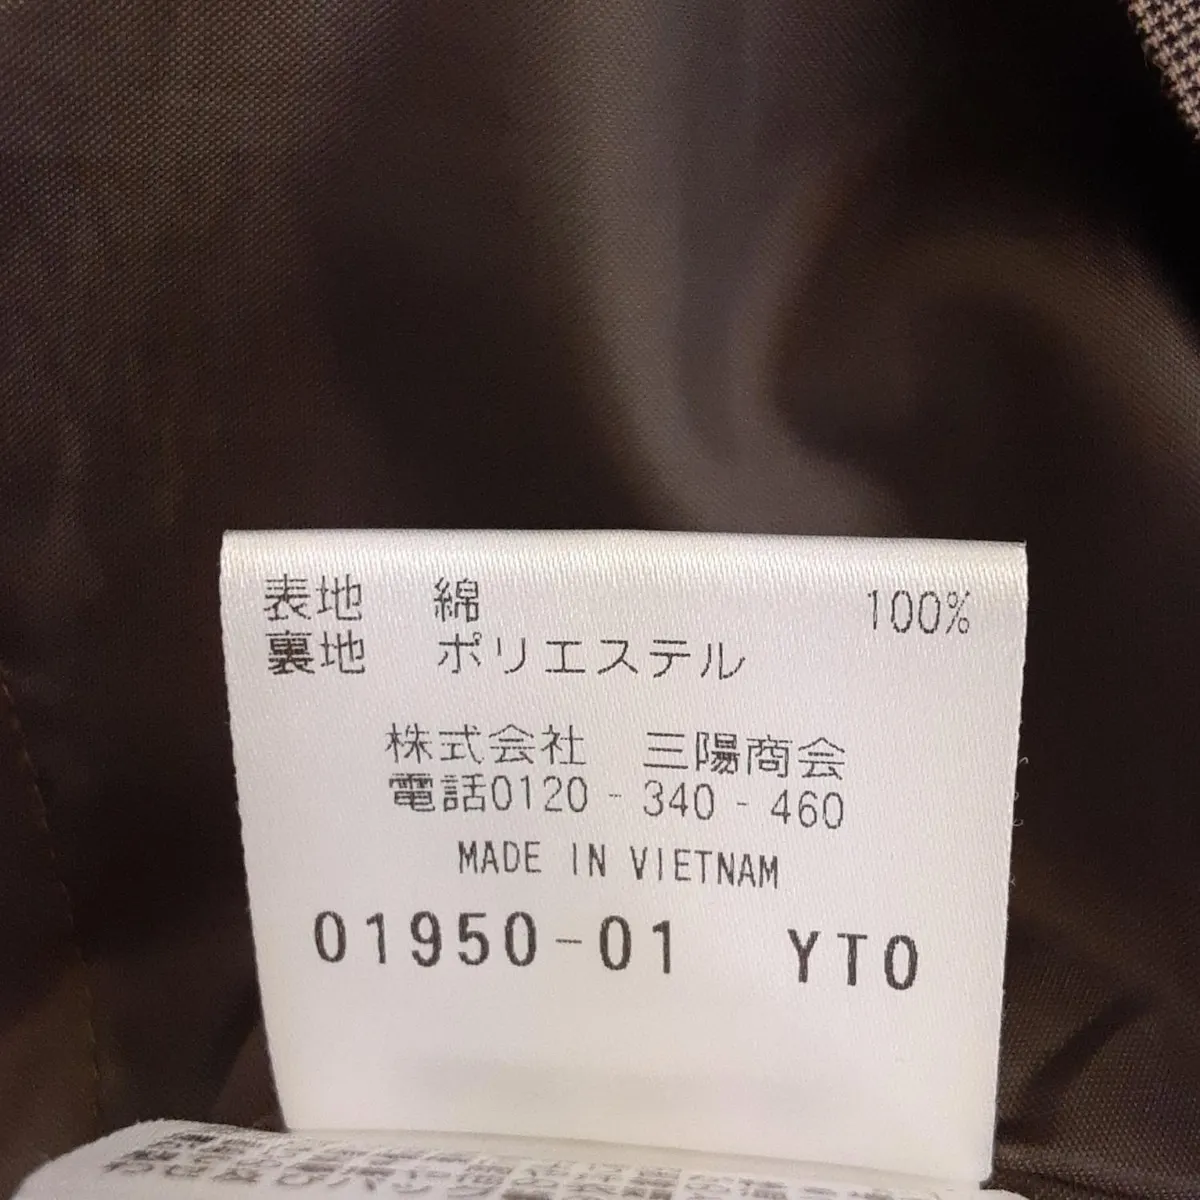 表地 綿 100%
裏地 ポリエステル
株式会社 三陽商会
電話0120-340-460
MADE IN VIETNAM
01950-01 YTO